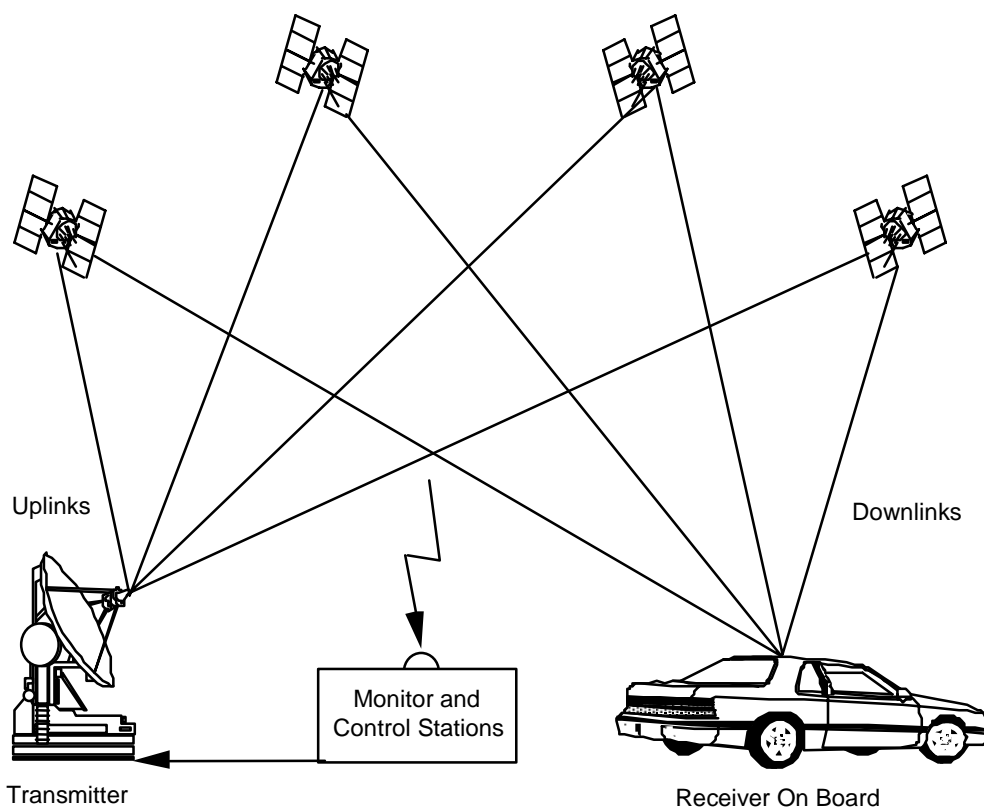 Uplinks
Downlinks
Monitor and
Control Stations
Transmitter
Receiver On Board